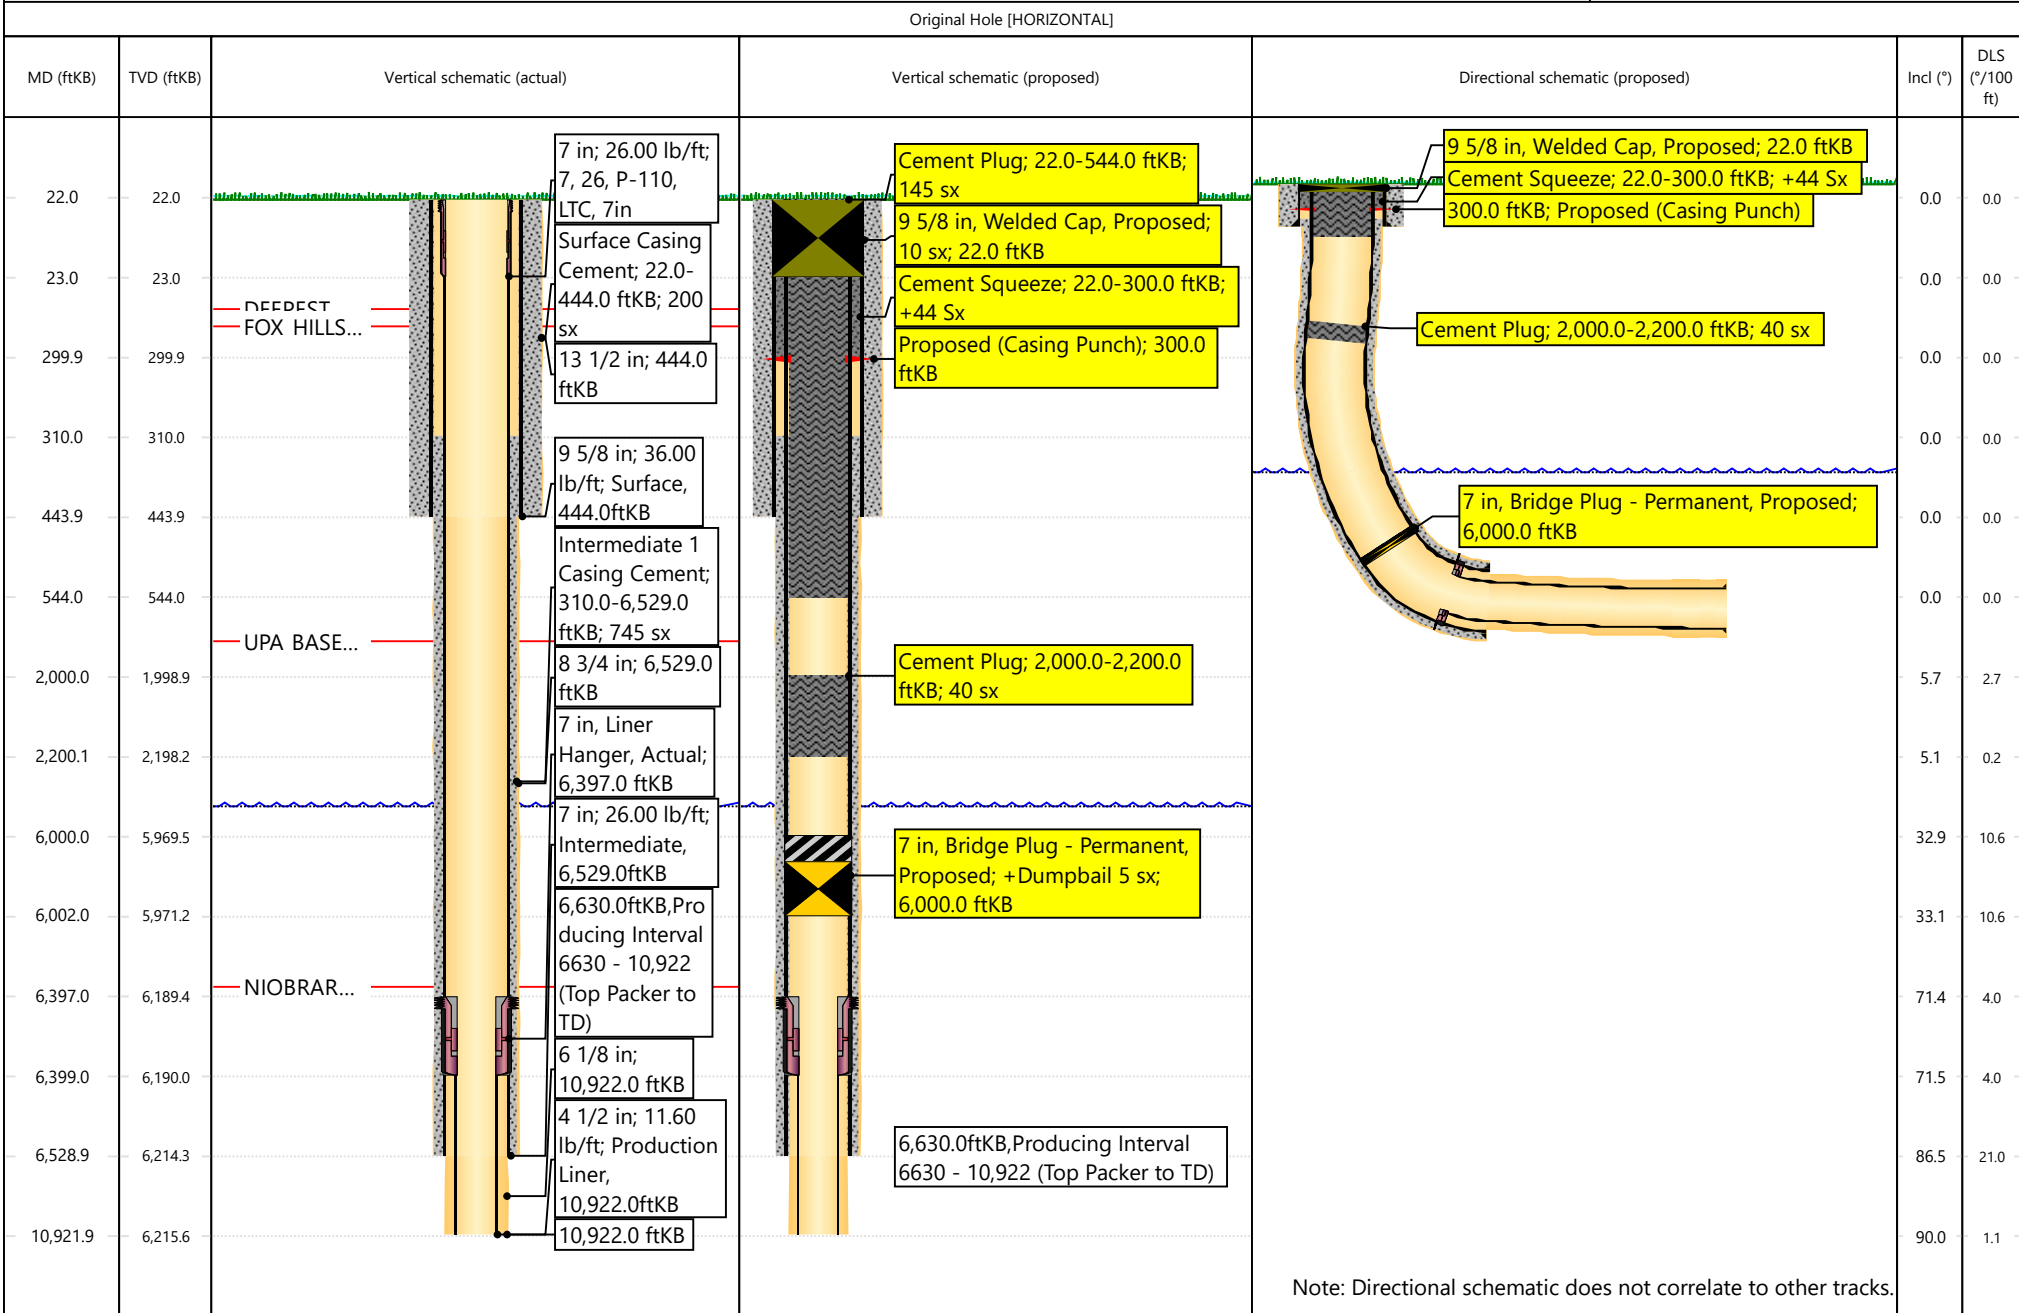 Original Hole [HORIZONTAL]
MD (ftKB)
TVD (ftKB)
Vertical schematic (actual)
Vertical schematic (proposed)
Directional schematic (proposed)
Incl (°)
DLS
(°/100
ft)
22.0
23.0
299.9
310.0
443.9
544.0
2,000.0
2,200.1
6,000.0
6,002.0
6,397.0
6,399.0
6,528.9
10,921.9
22.0
23.0
299.9
310.0
443.9
544.0
1,998.9
2,198.2
5,969.5
5,971.2
6,189.4
6,190.0
6,214.3
6,215.6
DEEPEST
FOX HILLS...
UPA BASE...
NIOBRAR...
7 in; 26.00 lb/ft;
7, 26, P-110,
LTC, 7in
Surface Casing
Cement; 22.0-
444.0 ftKB; 200
sx
13 1/2 in; 444.0
ftKB
9 5/8 in; 36.00
lb/ft; Surface,
444.0ftKB
Intermediate 1
Casing Cement;
310.0-6,529.0
ftKB; 745 sx
8 3/4 in; 6,529.0
ftKB
7 in, Liner
Hanger, Actual;
6,397.0 ftKB
7 in; 26.00 lb/ft;
Intermediate,
6,529.0ftKB
6,630.0ftKB,Pro
ducing Interval
6630 - 10,922
(Top Packer to
TD)
6 1/8 in;
10,922.0 ftKB
4 1/2 in; 11.60
lb/ft; Production
Liner,
10,922.0ftKB
10,922.0 ftKB
Cement Plug; 22.0-544.0 ftKB;
145 sx
9 5/8 in, Welded Cap, Proposed;
10 sx; 22.0 ftKB
Cement Squeeze; 22.0-300.0 ftKB;
+44 Sx
Proposed (Casing Punch); 300.0
ftKB
Cement Plug; 2,000.0-2,200.0
ftKB; 40 sx
7 in, Bridge Plug - Permanent,
Proposed; +Dumpbail 5 sx;
6,000.0 ftKB
6,630.0ftKB,Producing Interval
6630 - 10,922 (Top Packer to TD)
9 5/8 in, Welded Cap, Proposed; 22.0 ftKB
Cement Squeeze; 22.0-300.0 ftKB; +44 Sx
300.0 ftKB; Proposed (Casing Punch)
Cement Plug; 2,000.0-2,200.0 ftKB; 40 sx
7 in, Bridge Plug - Permanent, Proposed;
6,000.0 ftKB
Note: Directional schematic does not correlate to other tracks.
0.0
0.0
0.0
0.0
0.0
0.0
5.7
5.1
32.9
33.1
71.4
71.5
86.5
90.0
0.0
0.0
0.0
0.0
0.0
0.0
2.7
0.2
10.6
10.6
4.0
4.0
21.0
1.1